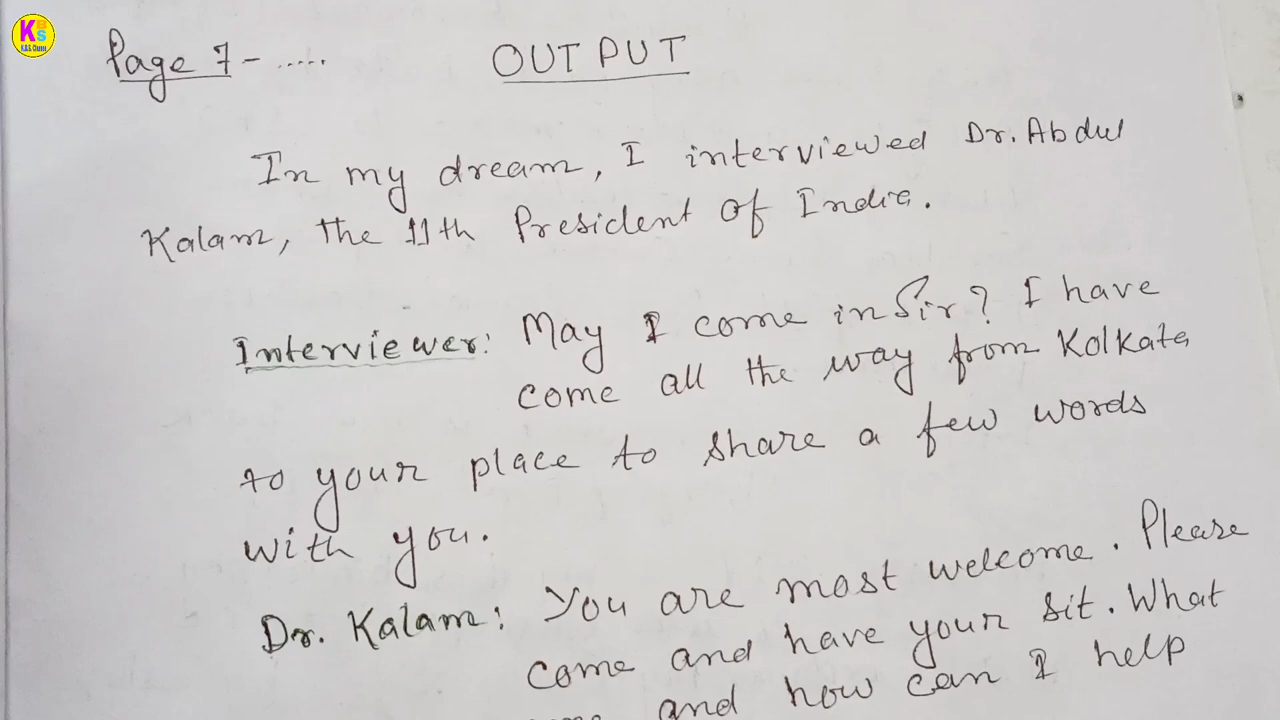 KBS
K.B.S Classes
Page 7 - .....
OUTPUT
In my dream, I interviewed Dr. Abdul
Kalam, the 11th President of India.
Interviewer: May I come in Sir? I have
come all the way from Kolkata
to your place to share a few words
with you.
Dr. Kalam: You are most welcome. Please
come and have your sit. What
and how can I help